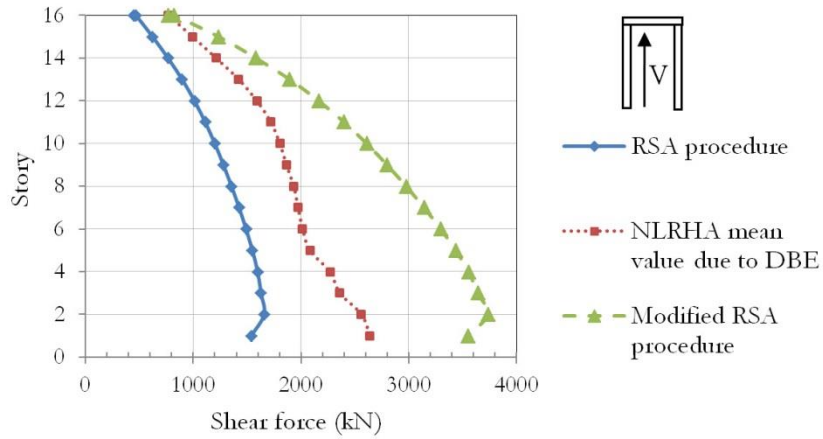 16
14
12
10
8
6
4
2
0
Story
0
1000
2000
3000
4000
Shear force (kN)
V
RSA procedure
NLRHA mean
value due to DBE
Modified RSA
procedure